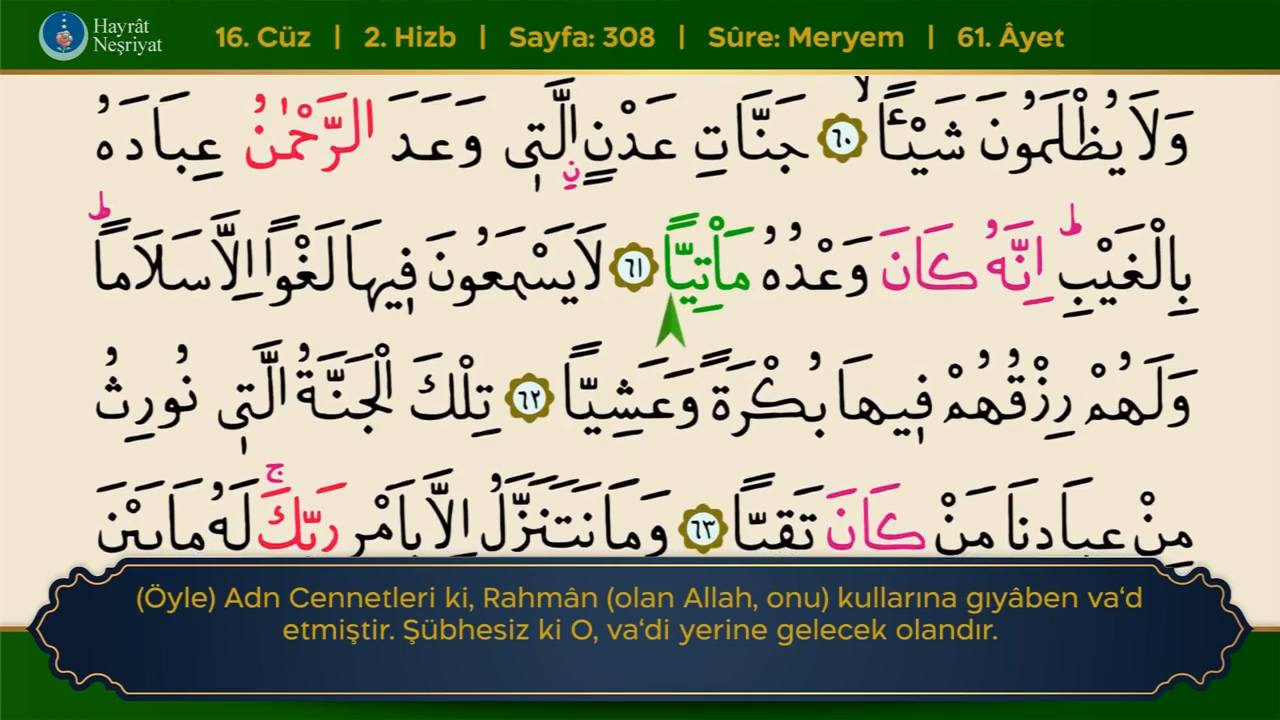 Hayrât
Neşriyat
16. Cüz | 2. Hizb | Sayfa: 308 | Sûre: Meryem | 61. Âyet
وَلَا يُظْلَمُونَ شَيْـًٔاۙ ﴿٦٠﴾ جَنَّاتِ عَدْنٍۨ الَّت۪ي وَعَدَ الرَّحْمٰنُ عِبَادَهُ
بِالْغَيْبِۜ اِنَّهُ كَانَ وَعْدُهُ مَأْتِيًّا ﴿٦١﴾ لَا يَسْمَعُونَ ف۪يهَا لَغْوًا اِلَّا سَلَامًاۜ
وَلَهُمْ رِزْقُهُمْ ف۪يهَا بُكْرَةً وَعَشِيًّا ﴿٦٢﴾ تِلْكَ الْجَنَّةُ الَّت۪ي نُورِثُ
مِنْ عِبَادِنَا مَنْ كَانَ تَقِيًّا ﴿٦٣﴾ وَمَا نَتَنَزَّلُ اِلَّا بِاَمْرِ رَبِّكَۚ لَهُ مَا بَيْنَ
(Öyle) Adn Cennetleri ki, Rahmân (olan Allah, onu) kullarına gıyâben va‘d
etmiştir. Şübhesiz ki O, va‘di yerine gelecek olandır.